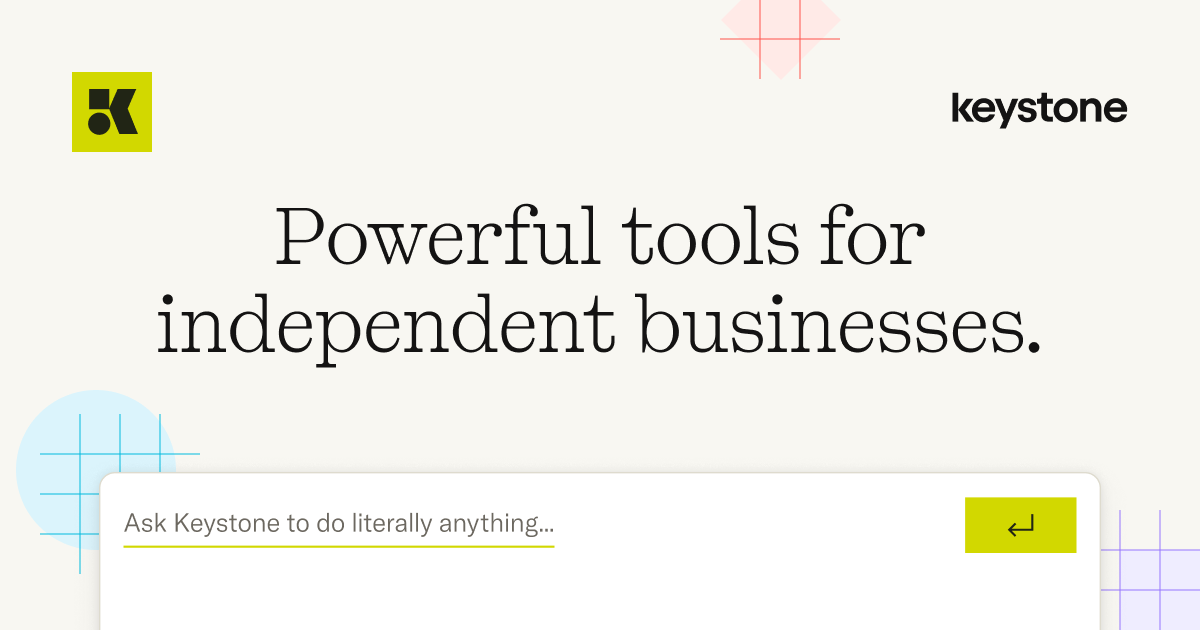 K
keystone
Powerful tools for
independent businesses.
Ask Keystone to do literally anything...